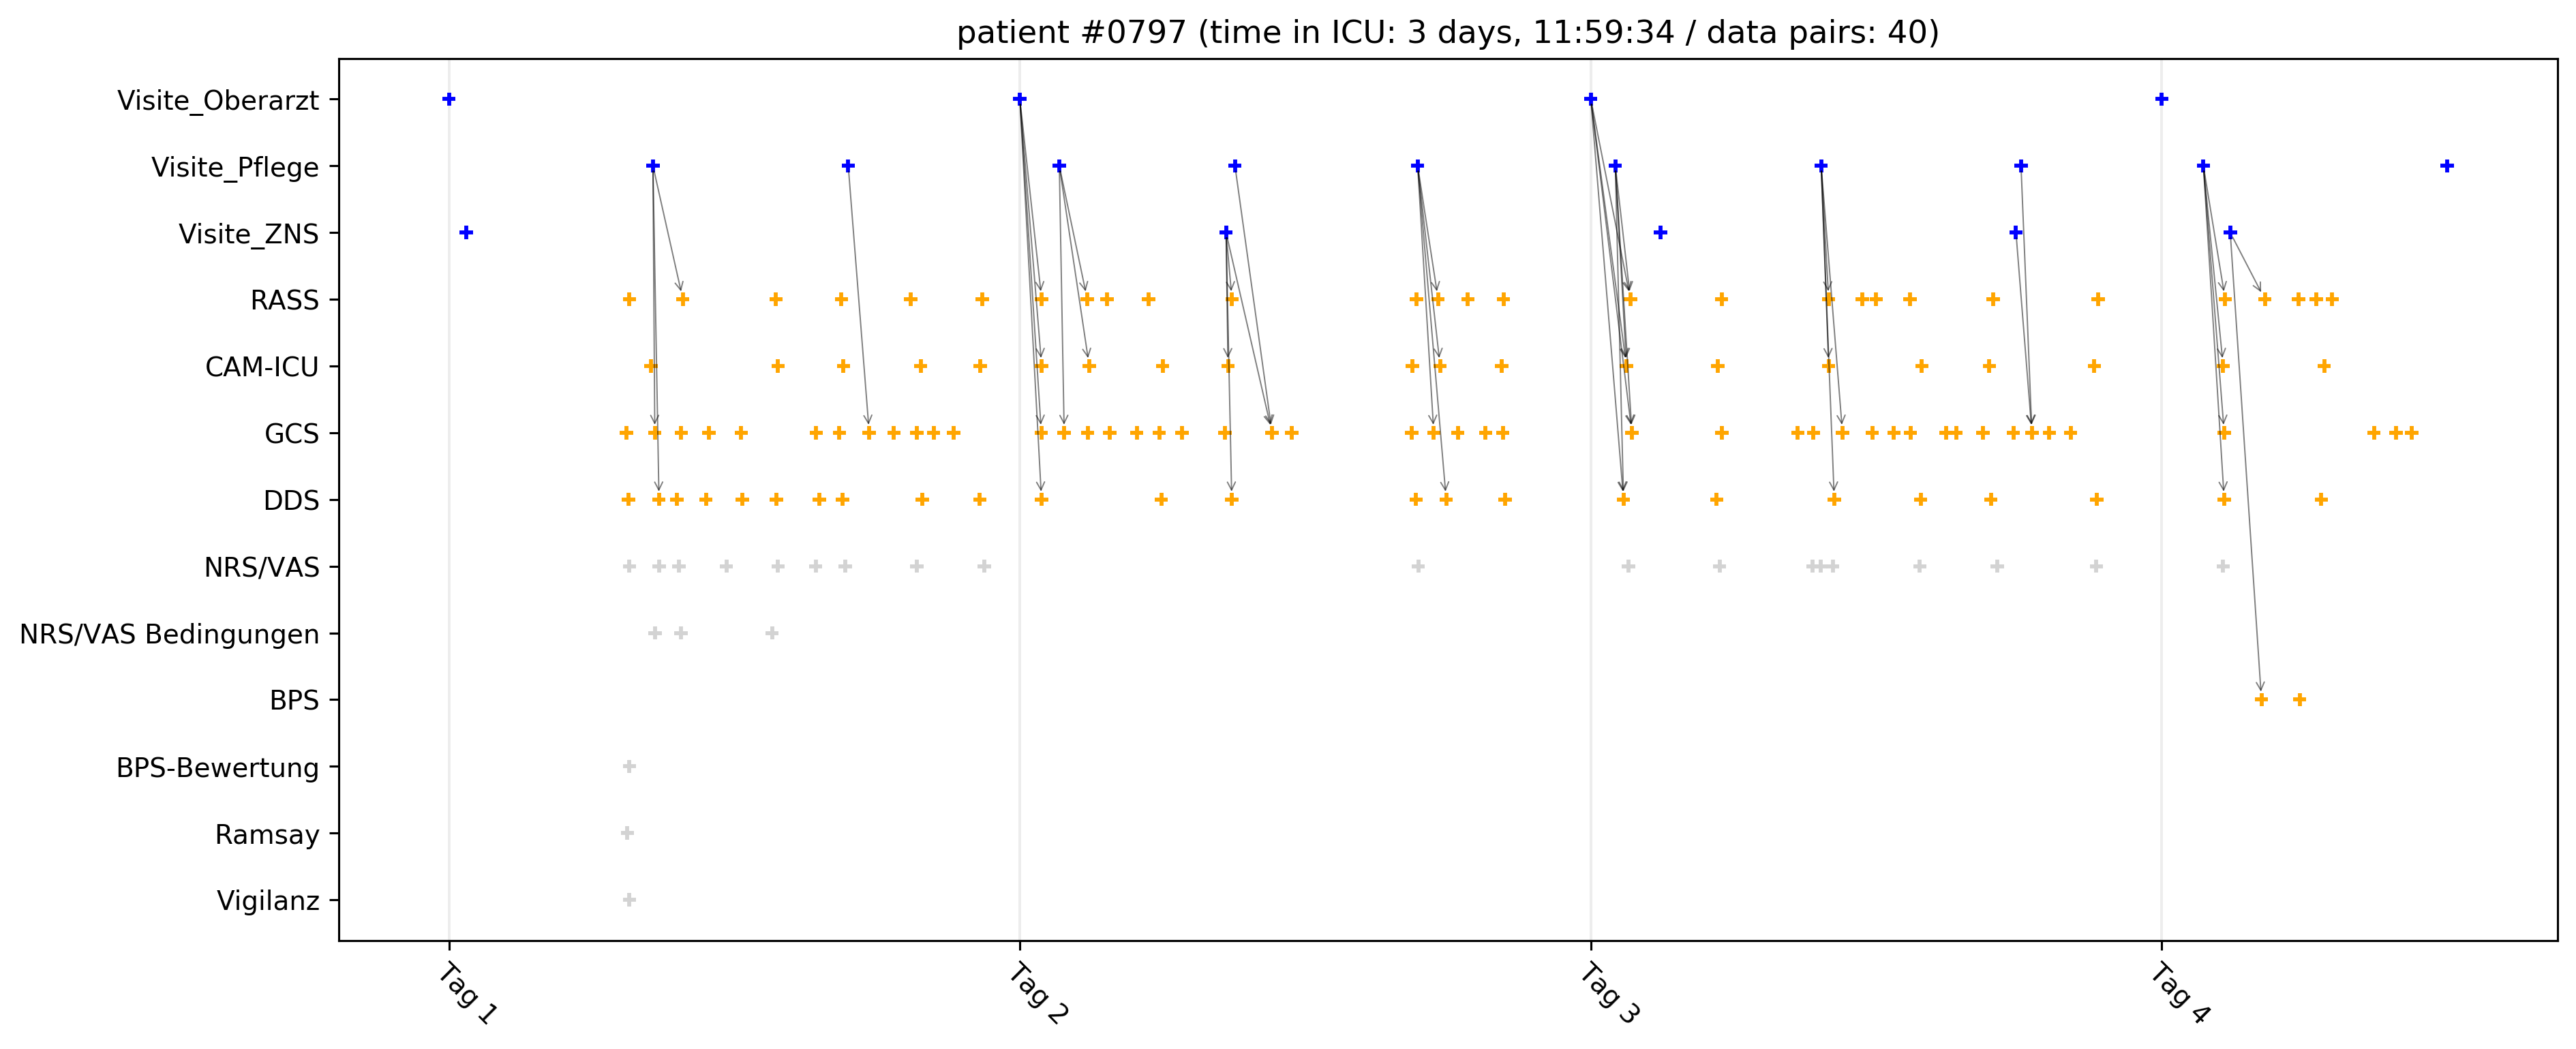 patient #0797 (time in ICU: 3 days, 11:59:34 / data pairs: 40)
Visite_Oberarzt
Visite_Pflege
Visite_ZNS
RASS
CAM-ICU
GCS
DDS
NRS/VAS
NRS/VAS Bedingungen
BPS
BPS-Bewertung
Ramsay
Vigilanz
Tag 1
Tag 2
Tag 3
Tag 4